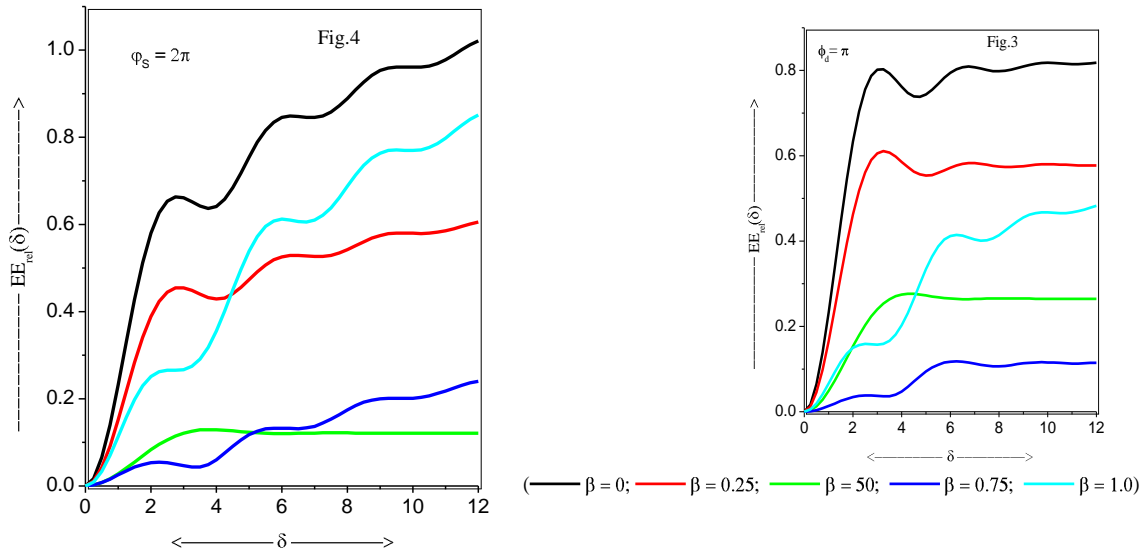 Fig.4
φS = 2π
1.0
0.8
0.6
0.4
0.2
0.0
0 2 4 6 8 10 12
EErel(δ)
<-------- δ -------->
Fig.3
ϕd= π
0.8
0.6
0.4
0.2
0.0
0 2 4 6 8 10 12
EErel(δ)
<-------- δ -------->
( β = 0; β = 0.25; β = 50; β = 0.75; β = 1.0)